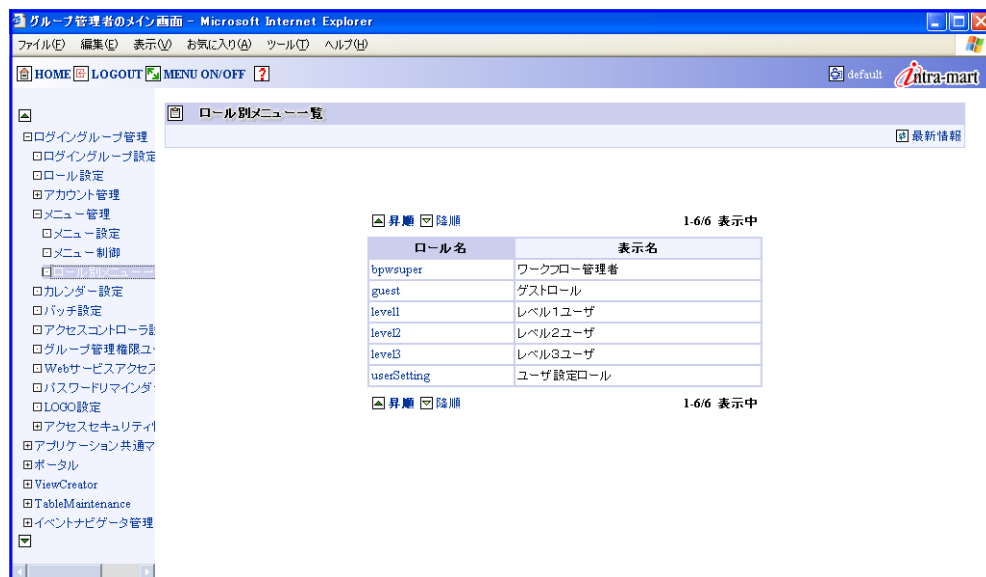 グループ管理者のメイン画面 - Microsoft Internet Explorer
ファイル(F) 編集(E) 表示(V) お気に入り(A) ツール(T) ヘルプ(H)
HOME LOGOUT MENU ON/OFF ? default intra-mart
ロール別メニュー一覧
最新情報
ログイングループ管理
ログイングループ設定
ロール設定
アカウント管理
メニュー管理
メニュー設定
メニュー制御
ロール別メニュー一
カレンダー設定
バッチ設定
アクセスコントローラ設
グループ管理権限ユ
Webサービスアクセス
パスワードリマインダ
LOGO設定
アクセスセキュリティ
アプリケーション共通マ
ポータル
ViewCreator
TableMaintenance
イベントナビゲータ管理
昇順 降順 1-6/6 表示中
ロール名 表示名
bpwsuper ワークフロー管理者
guest ゲストロール
level1 レベル1ユーザ
level2 レベル2ユーザ
level3 レベル3ユーザ
userSetting ユーザ設定ロール
昇順 降順 1-6/6 表示中